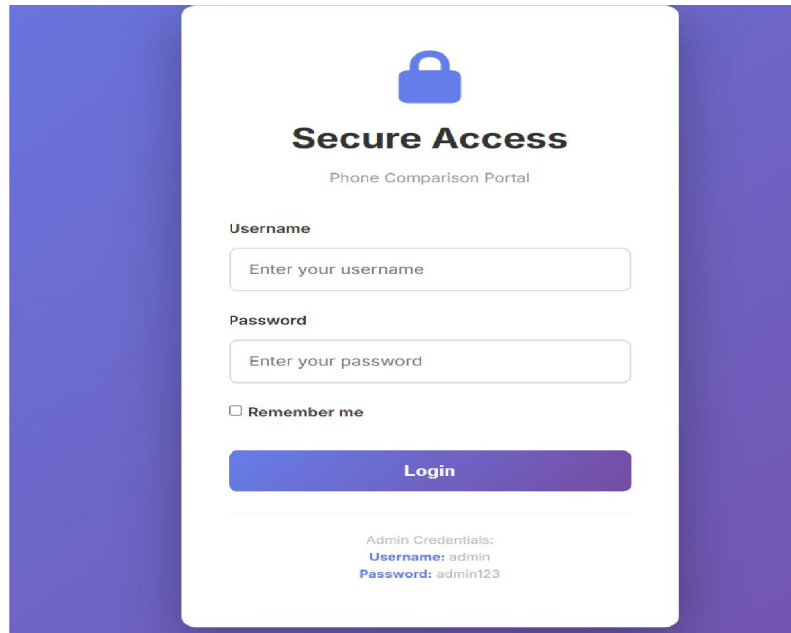 Secure Access
Phone Comparison Portal
Username
Enter your username
Password
Enter your password
Remember me
Login
Admin Credentials:
Username: admin
Password: admin123